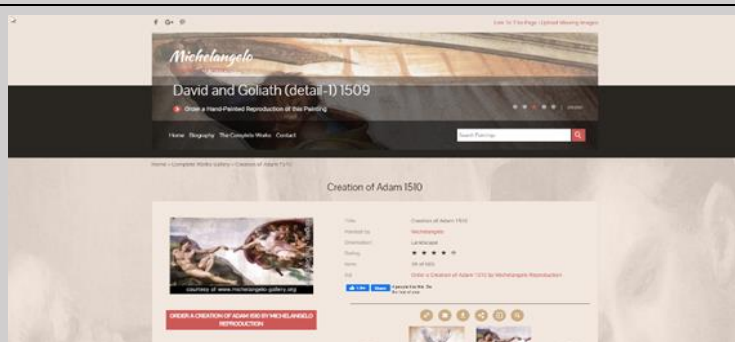 Link To This Page | Upload Missing Images
Michelangelo
David and Goliath (detail-1) 1509
Order a Hand-Painted Reproduction of this Painting
Home Biography The Complete Works Contact
Search Paintings
Home > Complete Works Gallery > Creation of Adam 1510
Creation of Adam 1510
Title: Creation of Adam 1510
Painted by: Michelangelo
Orientation: Landscape
Rating:
Order a Creation of Adam 1510 by Michelangelo Reproduction
Like Share
courtesy of www.michelangelo-gallery.org
ORDER A CREATION OF ADAM 1510 BY MICHELANGELO
REPRODUCTION